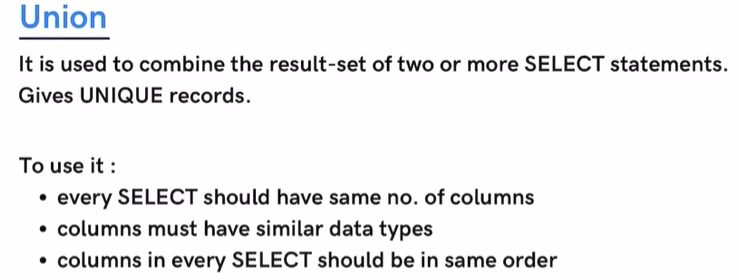 Union
It is used to combine the result-set of two or more SELECT statements.
Gives UNIQUE records.
To use it :
• every SELECT should have same no. of columns
• columns must have similar data types
• columns in every SELECT should be in same order